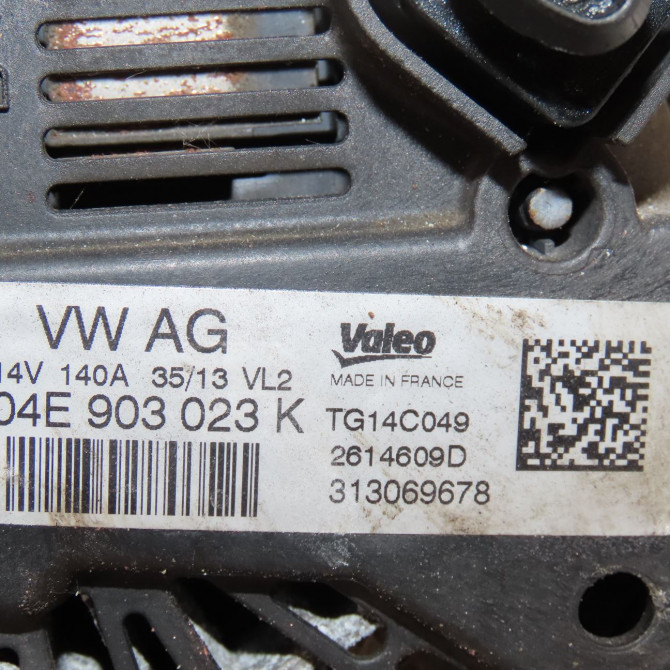 VW AG
14V 140A 35/13 VL2
04E 903 023 K
Valeo
MADE IN FRANCE
TG14C049
2614609D
313069678